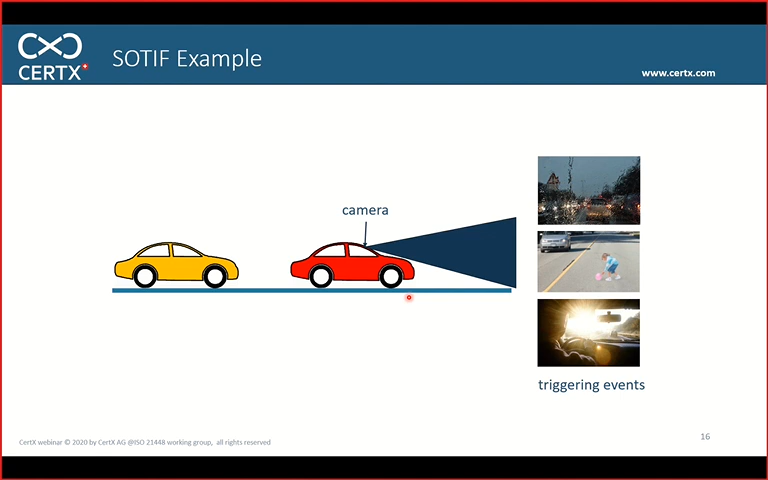 CERTX
SOTIF Example
www.certx.com
camera
triggering events
CertX webinar © 2020 by CertX AG @ISO 21448 working group, all rights reserved
16